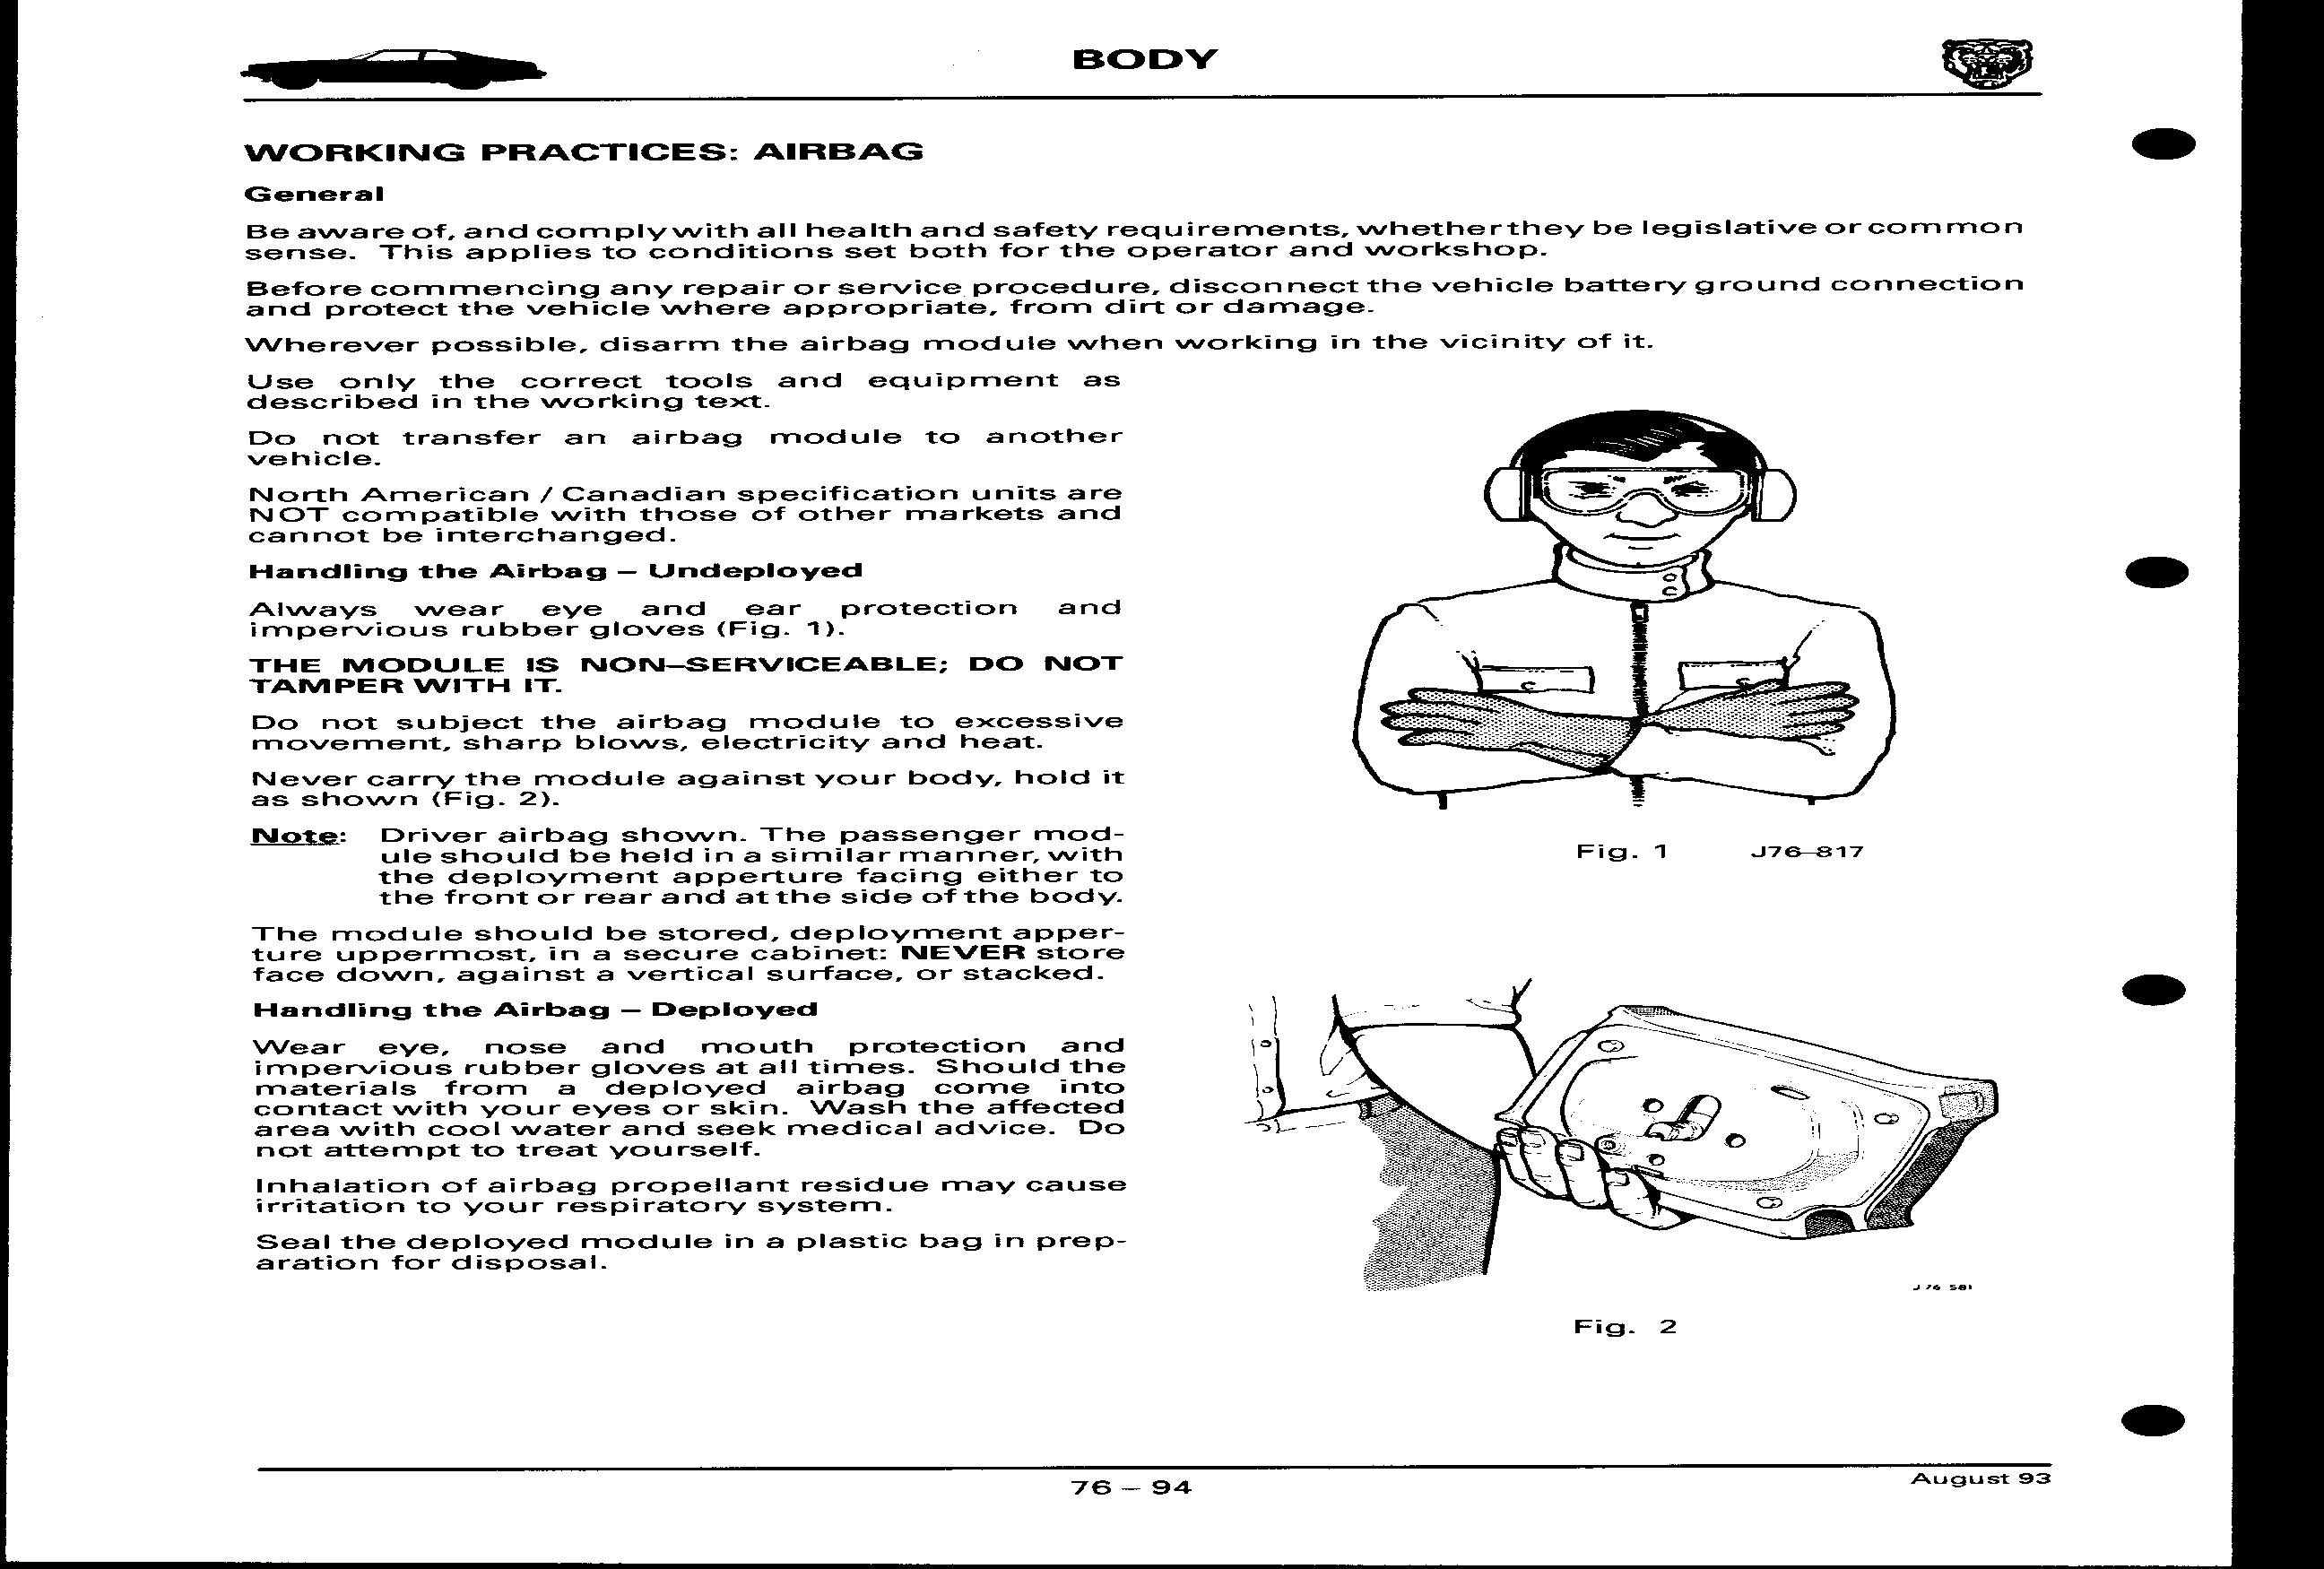 BODY
WORKING PRACTICES: AIRBAG
General
Be aware of, and comply with all health and safety requirements, whether they be legislative or common
sense. This applies to conditions set both for the operator and workshop.
Before commencing any repair or service procedure, disconnect the vehicle battery ground connection
and protect the vehicle where appropriate, from dirt or damage.
Wherever possible, disarm the airbag module when working in the vicinity of it.
Use only the correct tools and equipment as
described in the working text.
Do not transfer an airbag module to another
vehicle.
North American / Canadian specification units are
NOT compatible with those of other markets and
cannot be interchanged.
Handling the Airbag – Undeployed
Always wear eye and ear protection and
impervious rubber gloves (Fig. 1).
THE MODULE IS NON–SERVICEABLE; DO NOT
TAMPER WITH IT.
Do not subject the airbag module to excessive
movement, sharp blows, electricity and heat.
Never carry the module against your body, hold it
as shown (Fig. 2).
Note: Driver airbag shown. The passenger mod-
ule should be held in a similar manner, with
the deployment apperture facing either to
the front or rear and at the side of the body.
The module should be stored, deployment apper-
ture uppermost, in a secure cabinet: NEVER store
face down, against a vertical surface, or stacked.
Handling the Airbag – Deployed
Wear eye, nose and mouth protection and
impervious rubber gloves at all times. Should the
materials from a deployed airbag come into
contact with your eyes or skin. Wash the affected
area with cool water and seek medical advice. Do
not attempt to treat yourself.
Inhalation of airbag propellant residue may cause
irritation to your respiratory system.
Seal the deployed module in a plastic bag in prep-
aration for disposal.
Fig. 1 J76–817
J76 581
Fig. 2
76 – 94
August 93